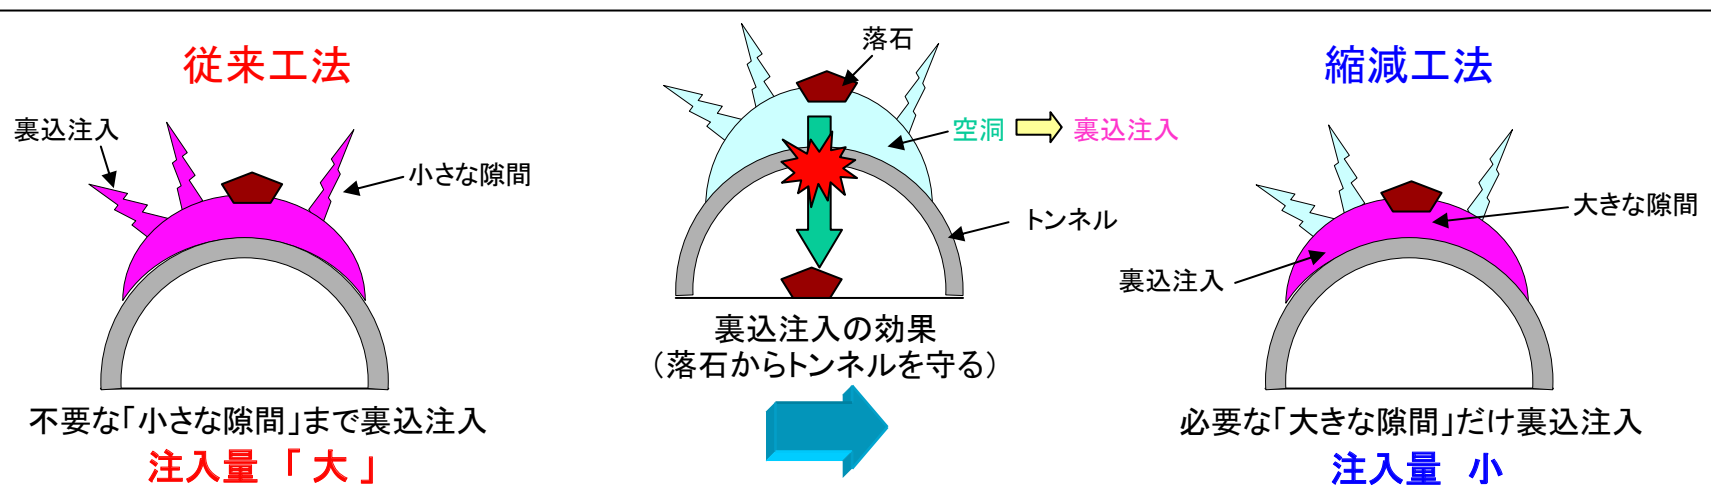 従来工法
裏込注入
小さな隙間
不要な「小さな隙間」まで裏込注入
注入量 「 大 」
落石
空洞
裏込注入
トンネル
裏込注入の効果
（落石からトンネルを守る）
縮減工法
大きな隙間
裏込注入
必要な「大きな隙間」だけ裏込注入
注入量 小